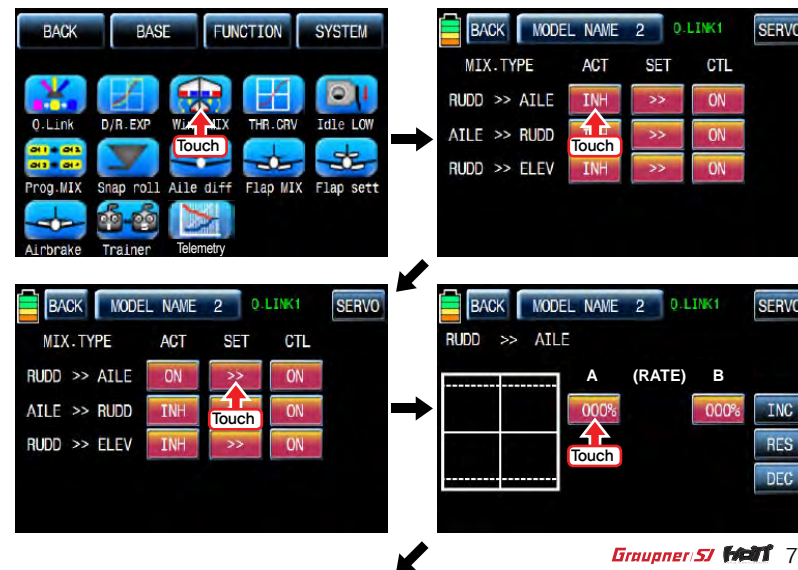 BACK BASE FUNCTION SYSTEM
Q.Link D/R.EXP THR.CRV Idle LOW
Touch
Prog.MIX Snap roll Aile diff Flap MIX Flap sett
Airbrake Trainer Telemetry
BACK MODEL NAME 2 Q.LINK1 SERVO
MIX.TYPE ACT SET CTL
RUDD >> AILE INH >> ON
AILE >> RUDD >> ON
Touch
RUDD >> ELEV INH >> ON
BACK MODEL NAME 2 Q.LINK1 SERVO
MIX.TYPE ACT SET CTL
RUDD >> AILE ON >> ON
AILE >> RUDD INH ON
Touch
RUDD >> ELEV INH >> ON
BACK MODEL NAME 2 Q.LINK1 SERVO
RUDD >> AILE
A (RATE) B
000% 000% INC
Touch
RES
DEC
Graupner SJ HoTT 7